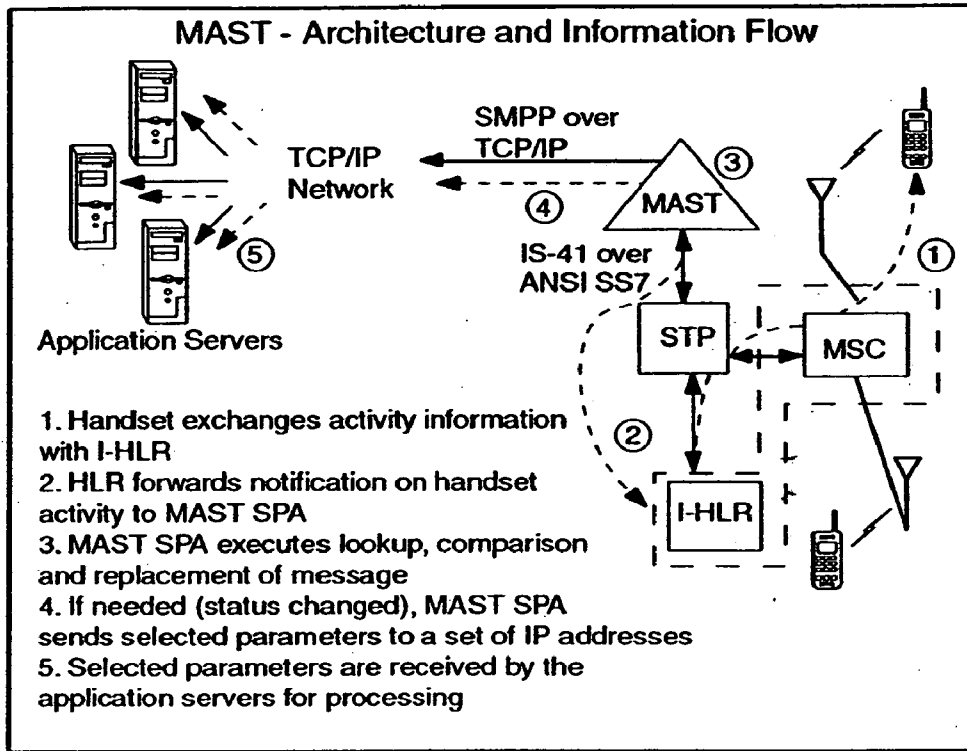 MAST - Architecture and Information Flow
SMPP over
TCP/IP
TCP/IP
Network
③
④
MAST
⑤
IS-41 over
ANSI SS7
①
Application Servers
STP
MSC
②
I-HLR
1. Handset exchanges activity information
with I-HLR
2. HLR forwards notification on handset
activity to MAST SPA
3. MAST SPA executes lookup, comparison
and replacement of message
4. If needed (status changed), MAST SPA
sends selected parameters to a set of IP addresses
5. Selected parameters are received by the
application servers for processing